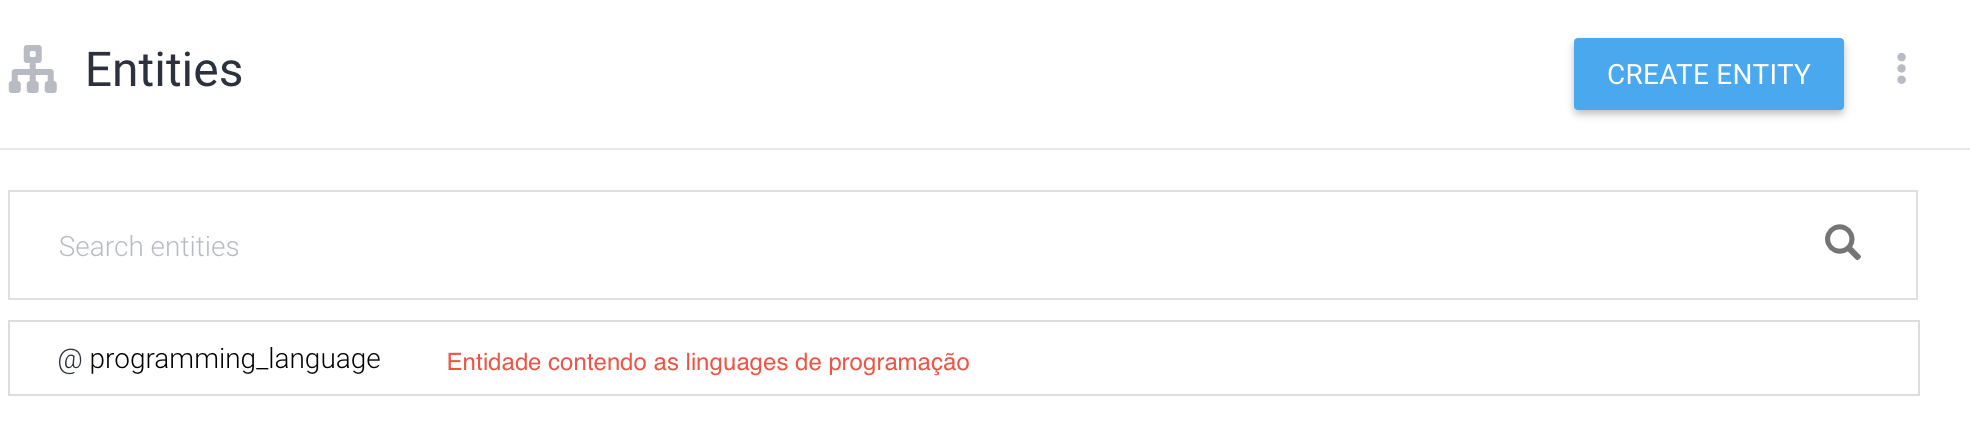 Entities
CREATE ENTITY
Search entities
@ programming_language
Entidade contendo as linguages de programação